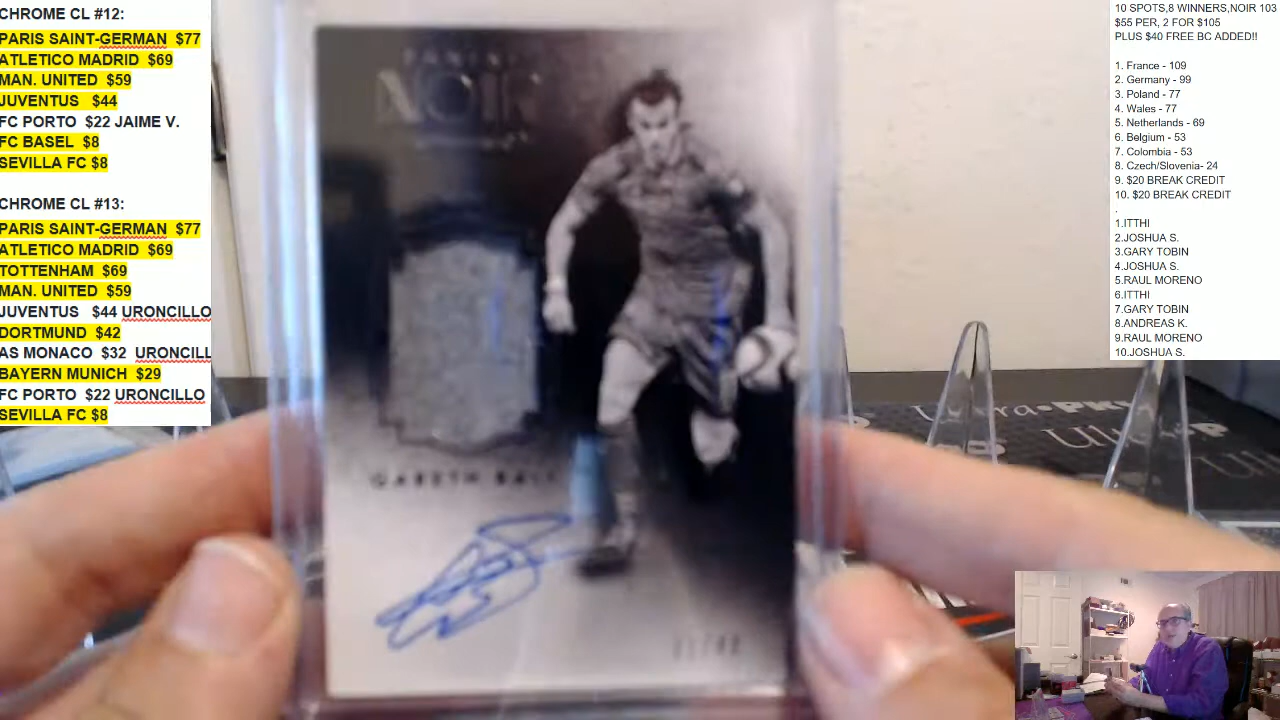 CHROME CL #12:
PARIS SAINT-GERMAN $77
ATLETICO MADRID $69
MAN. UNITED $59
JUVENTUS $44
FC PORTO $22 JAIME V.
FC BASEL $8
SEVILLA FC $8
CHROME CL #13:
PARIS SAINT-GERMAN $77
ATLETICO MADRID $69
TOTTENHAM $69
MAN. UNITED $59
JUVENTUS $44 URONCILLO
DORTMUND $42
AS MONACO $32 URONCILL
BAYERN MUNICH $29
FC PORTO $22 URONCILLO
SEVILLA FC $8
PANINI
NOIR
GARETH BALE
10 SPOTS,8 WINNERS,NOIR 103
$55 PER, 2 FOR $105
PLUS $40 FREE BC ADDED!!
1. France - 109
2. Germany - 99
3. Poland - 77
4. Wales - 77
5. Netherlands - 69
6. Belgium - 53
7. Colombia - 53
8. Czech/Slovenia- 24
9. $20 BREAK CREDIT
10. $20 BREAK CREDIT
.
1.ITTHI
2.JOSHUA S.
3.GARY TOBIN
4.JOSHUA S.
5.RAUL MORENO
6.ITTHI
7.GARY TOBIN
8.ANDREAS K.
9.RAUL MORENO
10.JOSHUA S.
Ultra•PRO